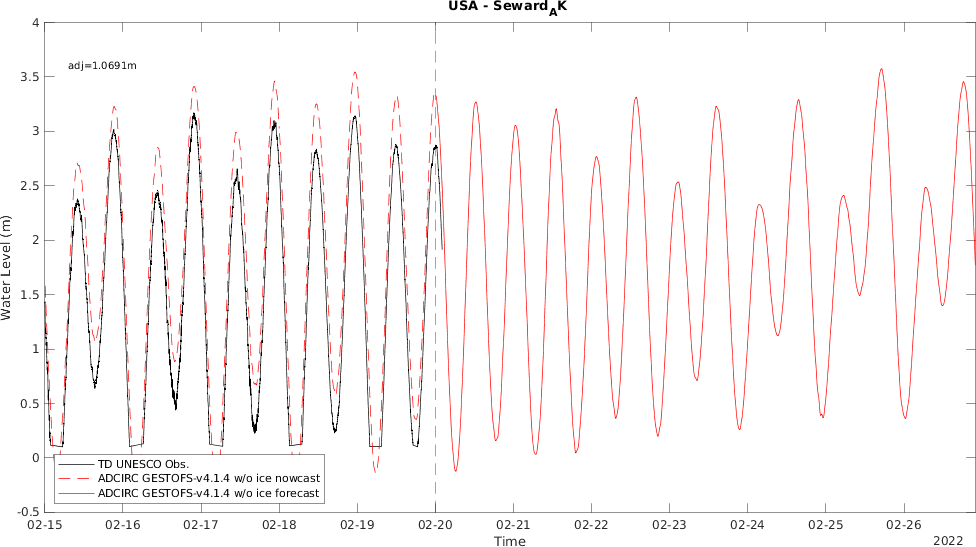 USA - Seward_AK
adj=1.0691m
4
3.5
3
2.5
2
1.5
1
0.5
0
-0.5
Water Level (m)
TD UNESCO Obs.
ADCIRC GESTOFS-v4.1.4 w/o ice nowcast
ADCIRC GESTOFS-v4.1.4 w/o ice forecast
02-15 02-16 02-17 02-18 02-19 02-20 02-21 02-22 02-23 02-24 02-25 02-26
Time
2022